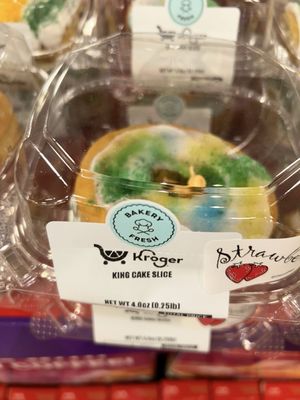 BAKERY
FRESH
Kroger
KING CAKE SLICE
NET WT 4.0oz (0.25lb)
Strawbe